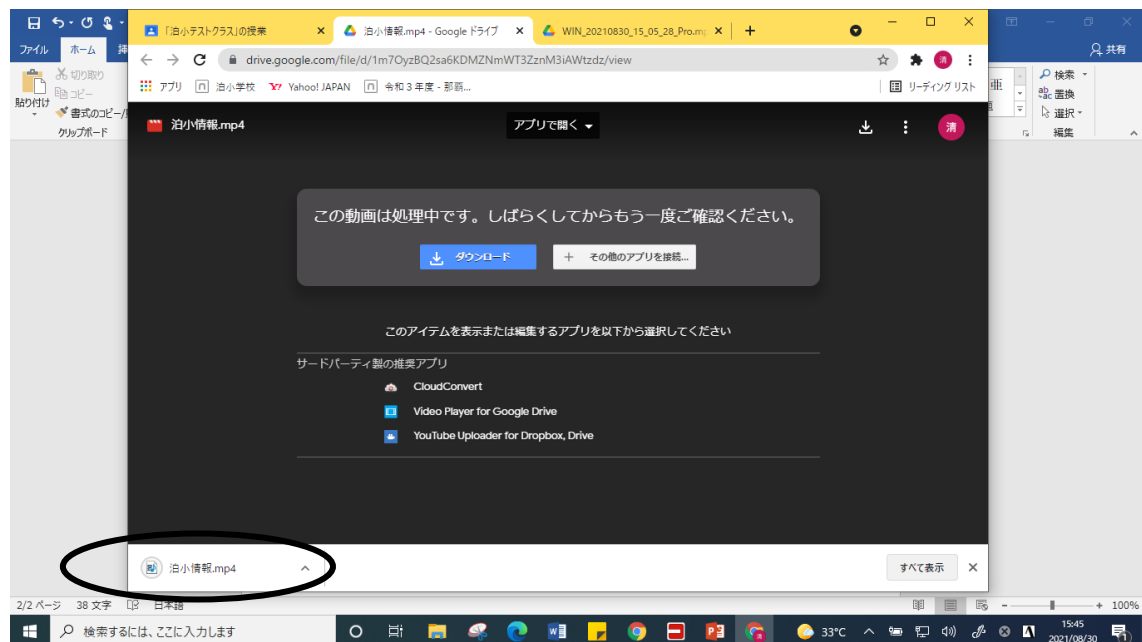 「泊小テストクラス」の授業
泊小情報.mp4 - Google ドライブ
WIN_20210830_15_05_28_Pro.m
ファイル ホーム 挿
共有
drive.google.com/file/d/1m7OyzBQ2sa6KDMZNmWT3ZznM3iAWtzdz/view
清
アプリ 泊小学校 Yahoo! JAPAN 令和3年度 - 那覇...
リーディング リスト
切り取り
コピー
書式のコピー/
貼り付け
クリップボード
検索
置換
選択
編集
泊小情報.mp4
アプリで開く
清
この動画は処理中です。しばらくしてからもう一度ご確認ください。
ダウンロード
+ その他のアプリを接続...
このアイテムを表示または編集するアプリを以下から選択してください
サードパーティ製の推奨アプリ
CloudConvert
Video Player for Google Drive
YouTube Uploader for Dropbox, Drive
泊小情報.mp4
すべて表示
2/2 ページ 38 文字 日本語
100%
検索するには、ここに入力します
33°C
15:45
2021/08/30